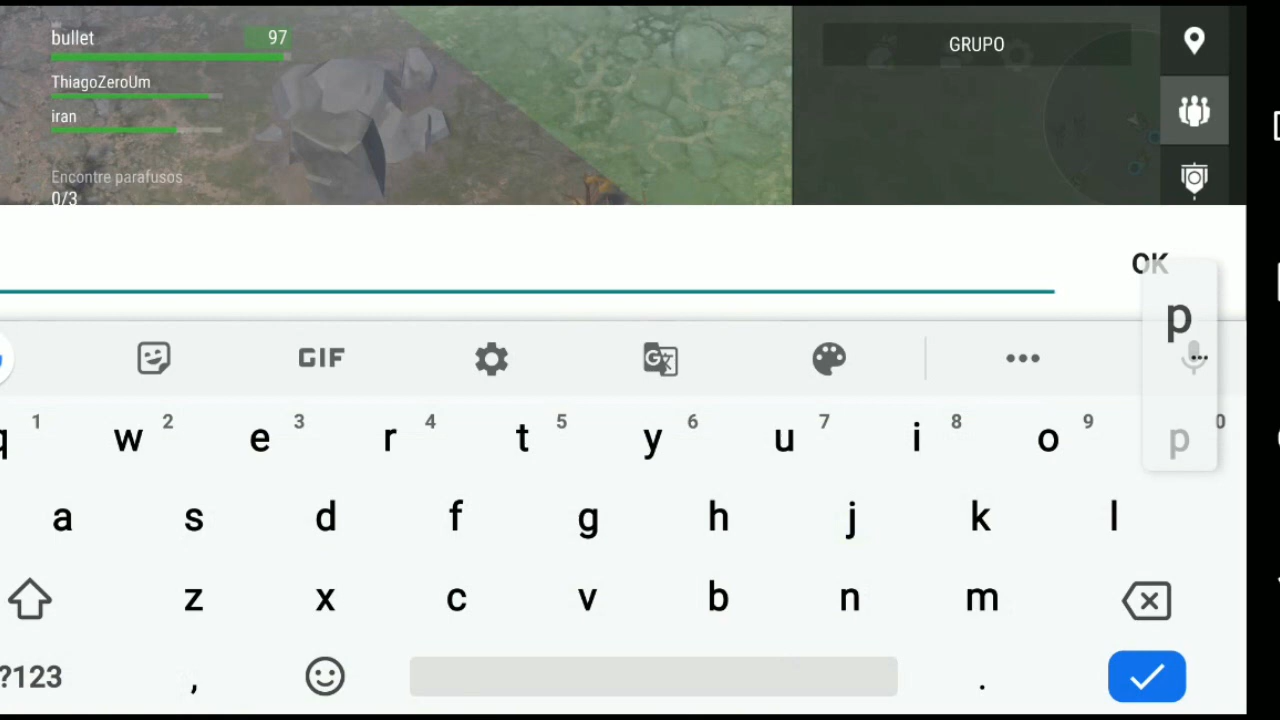 bullet 97
GRUPO
ThiagoZeroUm
iran
Encontre parafusos
0/3
OK
p
GIF
q 1 w 2 e 3 r 4 t 5 y 6 u 7 i 8 o 9 p 0
a s d f g h j k l
z x c v b n m
?123 , .